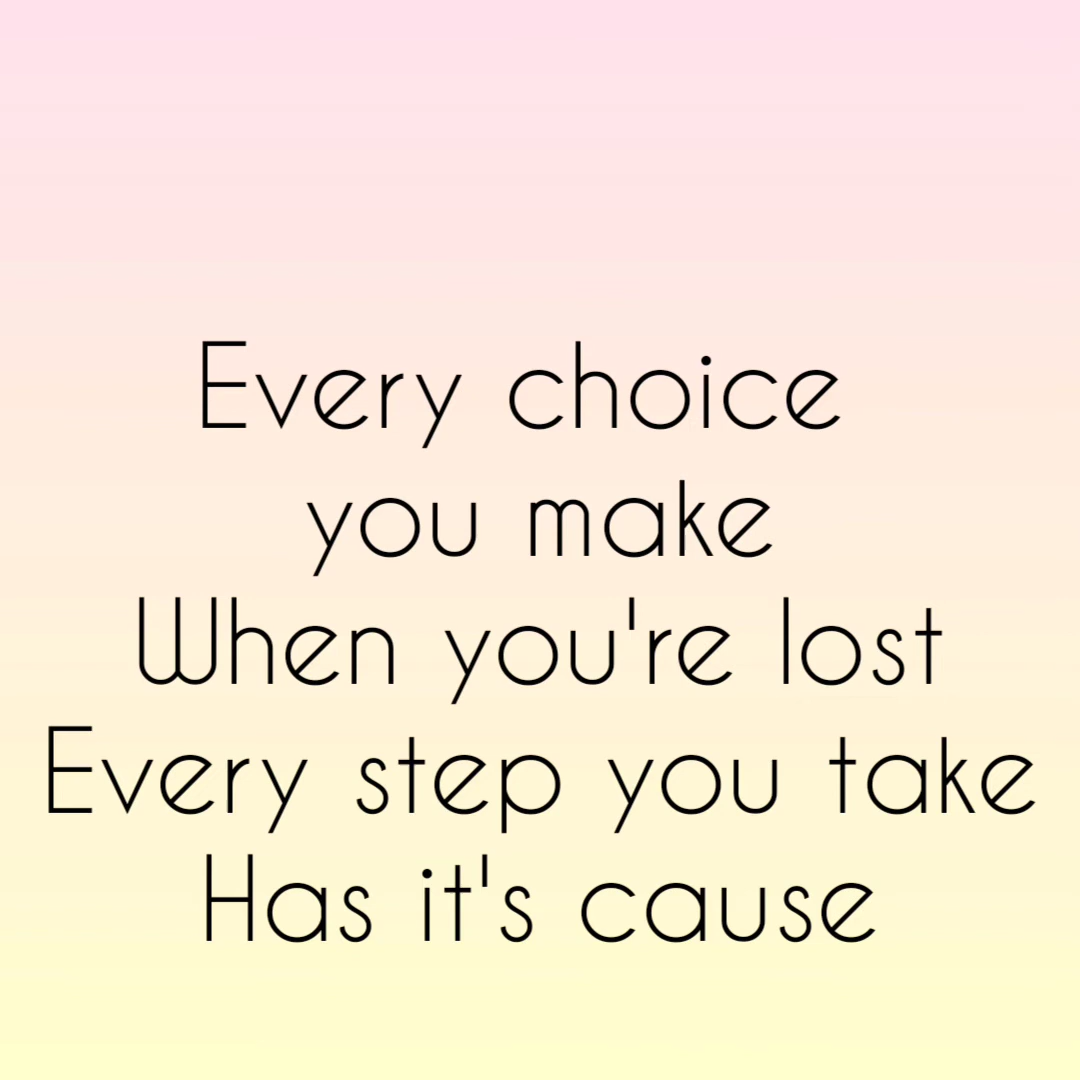 Every choice
you make
When you're lost
Every step you take
Has it's cause